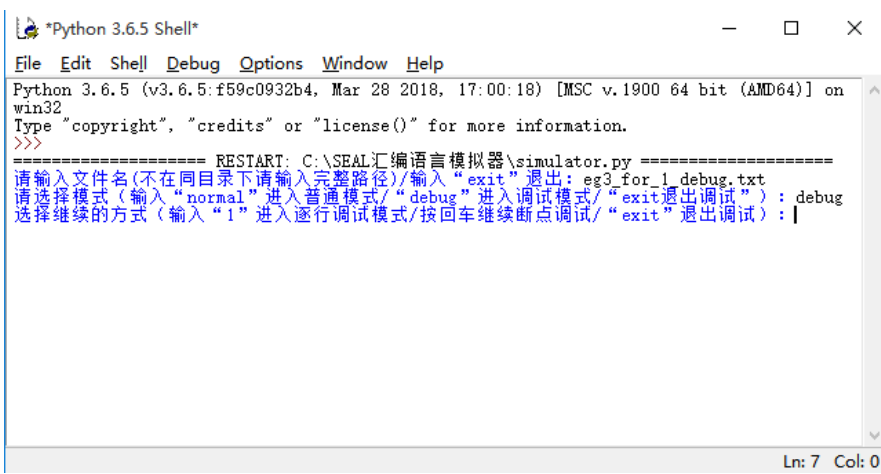 *Python 3.6.5 Shell*
File Edit Shell Debug Options Window Help
Python 3.6.5 (v3.6.5:f59c0932b4, Mar 28 2018, 17:00:18) [MSC v.1900 64 bit (AMD64)] on
win32
Type "copyright", "credits" or "license()" for more information.
>>>
==================== RESTART: C:\SEAL汇编语言模拟器\simulator.py ====================
请输入文件名(不在同目录下请输入完整路径)/输入“exit”退出: eg3_for_1_debug.txt
请选择模式（输入“normal”进入普通模式/“debug”进入调试模式/“exit退出调试”）: debug
选择继续的方式（输入“1”进入逐行调试模式/按回车继续断点调试/“exit”退出调试）:
Ln: 7 Col: 0